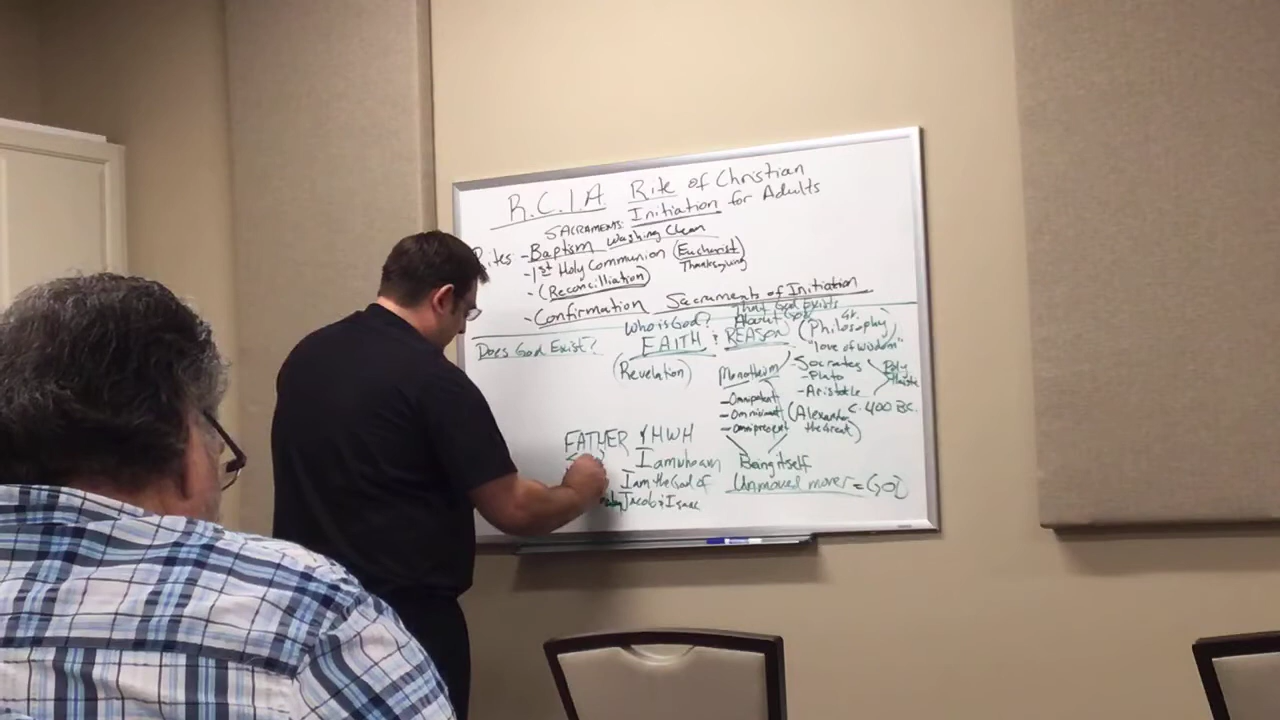 R.C.I.A Rite of Christian
Initiation for Adults
SACRAMENTS:
Rites - Baptism Washing Clean
- 1st Holy Communion (Eucharist)
Thanksgiving
- (Reconcilliation)
- Confirmation Sacraments of Initiation
That God Exists
Who is God? About God
Does God Exist? FAITH & REASON (Philosophy)
Gk.
"love of wisdom"
(Revelation) Monotheism - Socrates
- Plato
- Aristotle
Poly
c. 400 BC.
- Omnipotent (Alexander
- Omniscient the Great)
- Omnipresent
FATHER YHWH
I am who am Being itself
I am the God of Unmoved mover = GOD
Jacob & Isaac